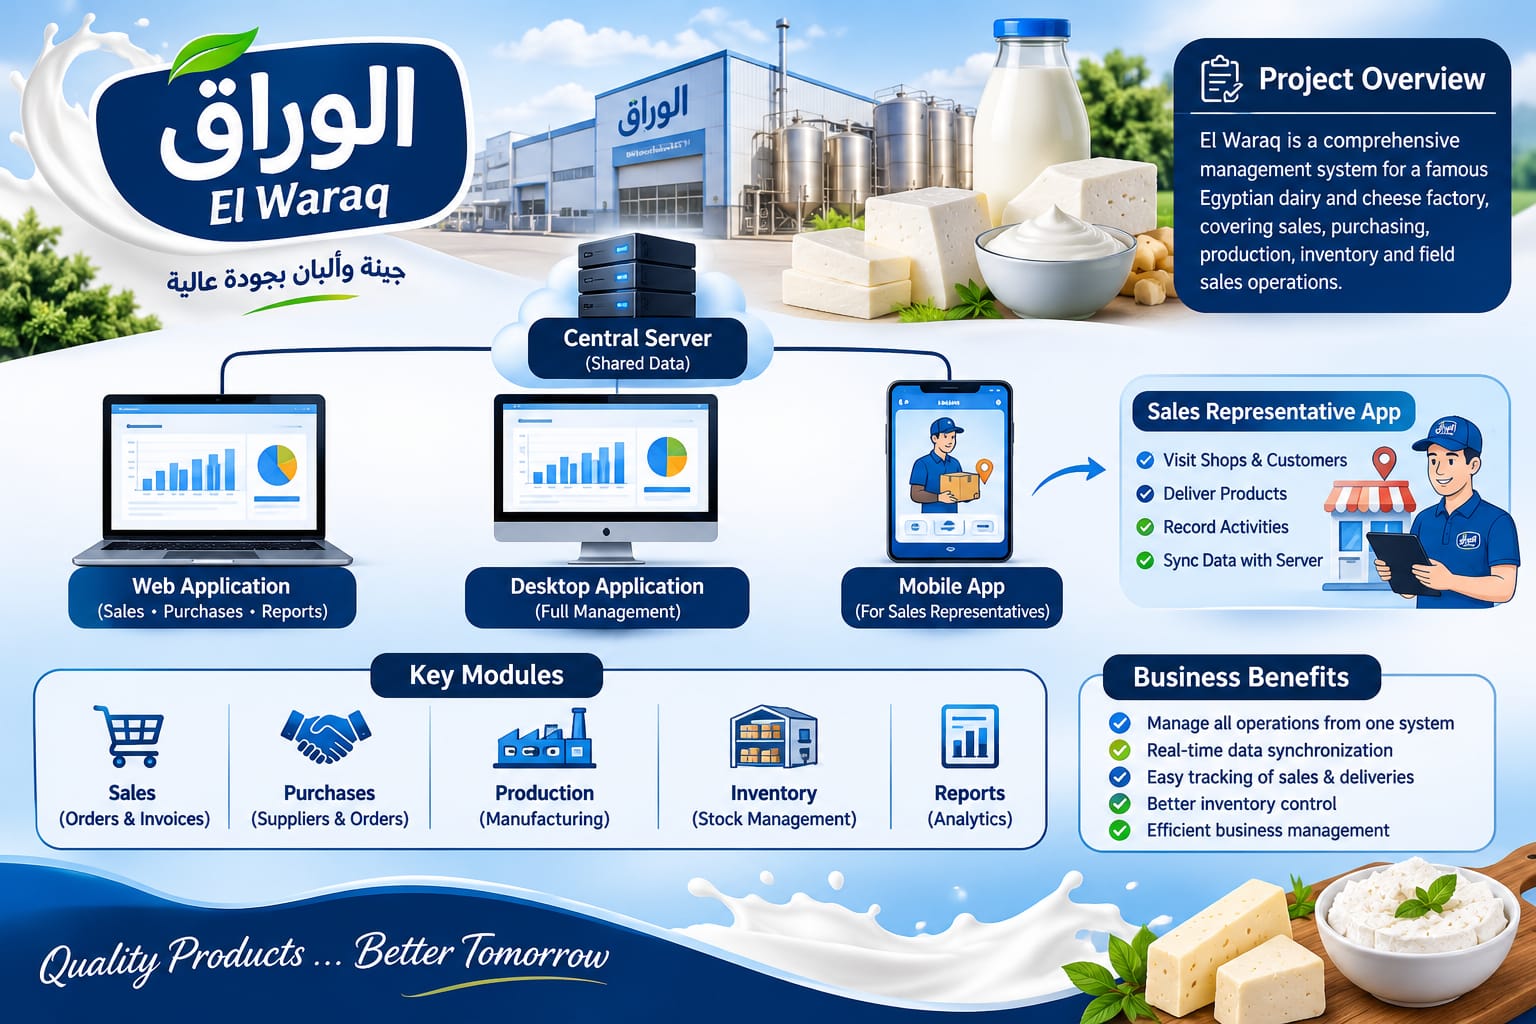 الوراق
El Waraq
جبنة وألبان بجودة عالية
الوراق
Project Overview
El Waraq is a comprehensive
management system for a famous
Egyptian dairy and cheese factory,
covering sales, purchasing,
production, inventory and field
sales operations.
Central Server
(Shared Data)
Web Application
(Sales • Purchases • Reports)
Desktop Application
(Full Management)
Mobile App
(For Sales Representatives)
Sales Representative App
Visit Shops & Customers
Deliver Products
Record Activities
Sync Data with Server
Key Modules
Sales
(Orders & Invoices)
Purchases
(Suppliers & Orders)
Production
(Manufacturing)
Inventory
(Stock Management)
Reports
(Analytics)
Business Benefits
Manage all operations from one system
Real-time data synchronization
Easy tracking of sales & deliveries
Better inventory control
Efficient business management
Quality Products ... Better Tomorrow